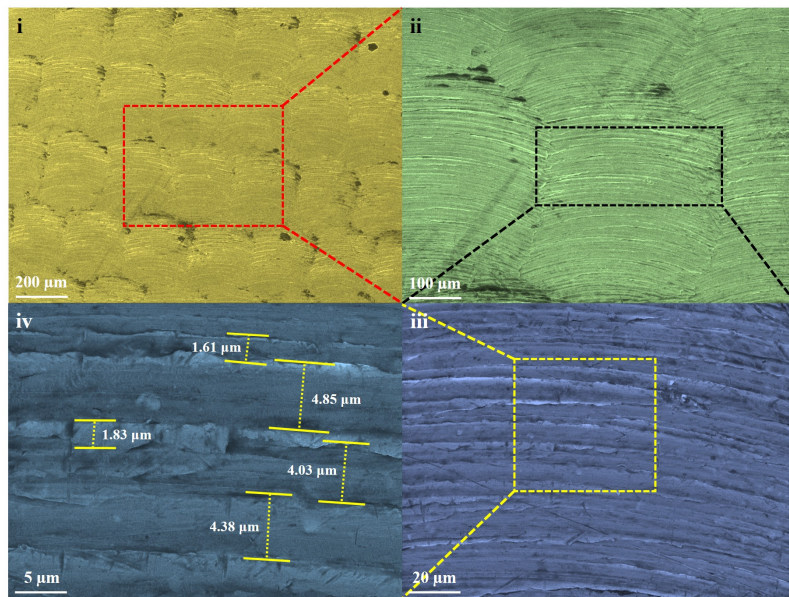 i
200 µm
ii
100 µm
iv
1.61 µm
4.85 µm
1.83 µm
4.03 µm
4.38 µm
5 µm
iii
20 µm